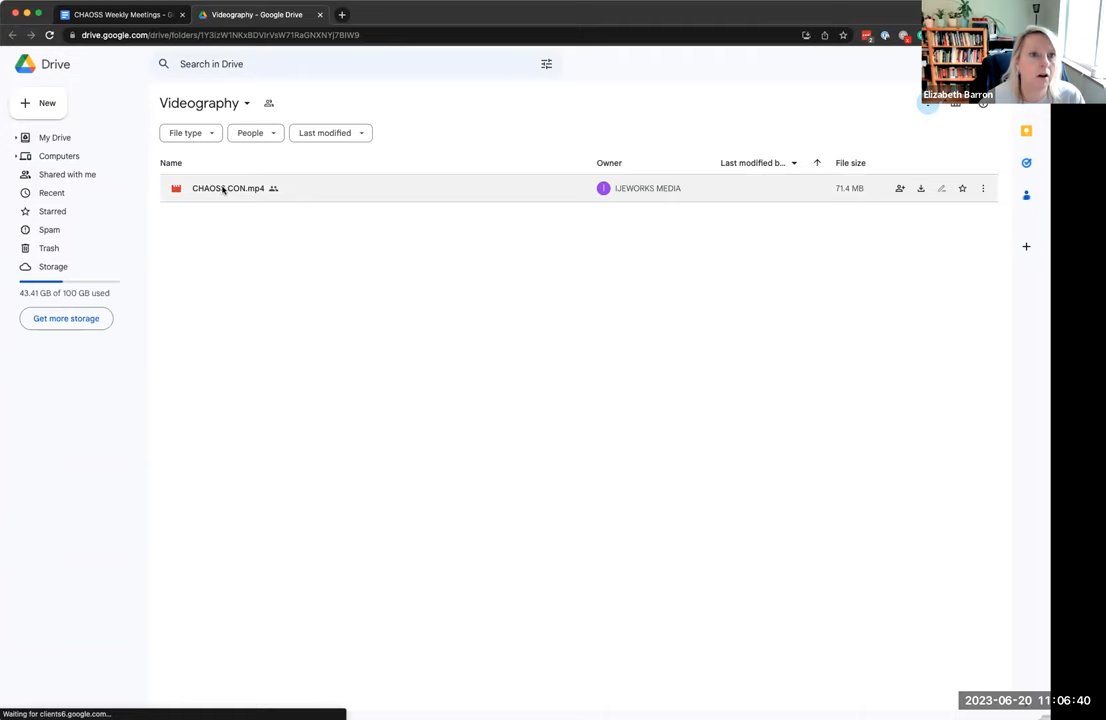 CHAOSS Weekly Meetings - G
Videography - Google Drive
drive.google.com/drive/folders/1Y3izW1NKxBDVIrVsW71RaGNXNYj7BIW9
Elizabeth Barron
Drive
Search in Drive
New
Videography
File type
People
Last modified
My Drive
Computers
Shared with me
Recent
Starred
Spam
Trash
Storage
43.41 GB of 100 GB used
Get more storage
Name
Owner
Last modified b...
File size
CHAOSS CON.mp4
I
IJEWORKS MEDIA
71.4 MB
Waiting for clients6.google.com...
2023-06-20 11:06:40